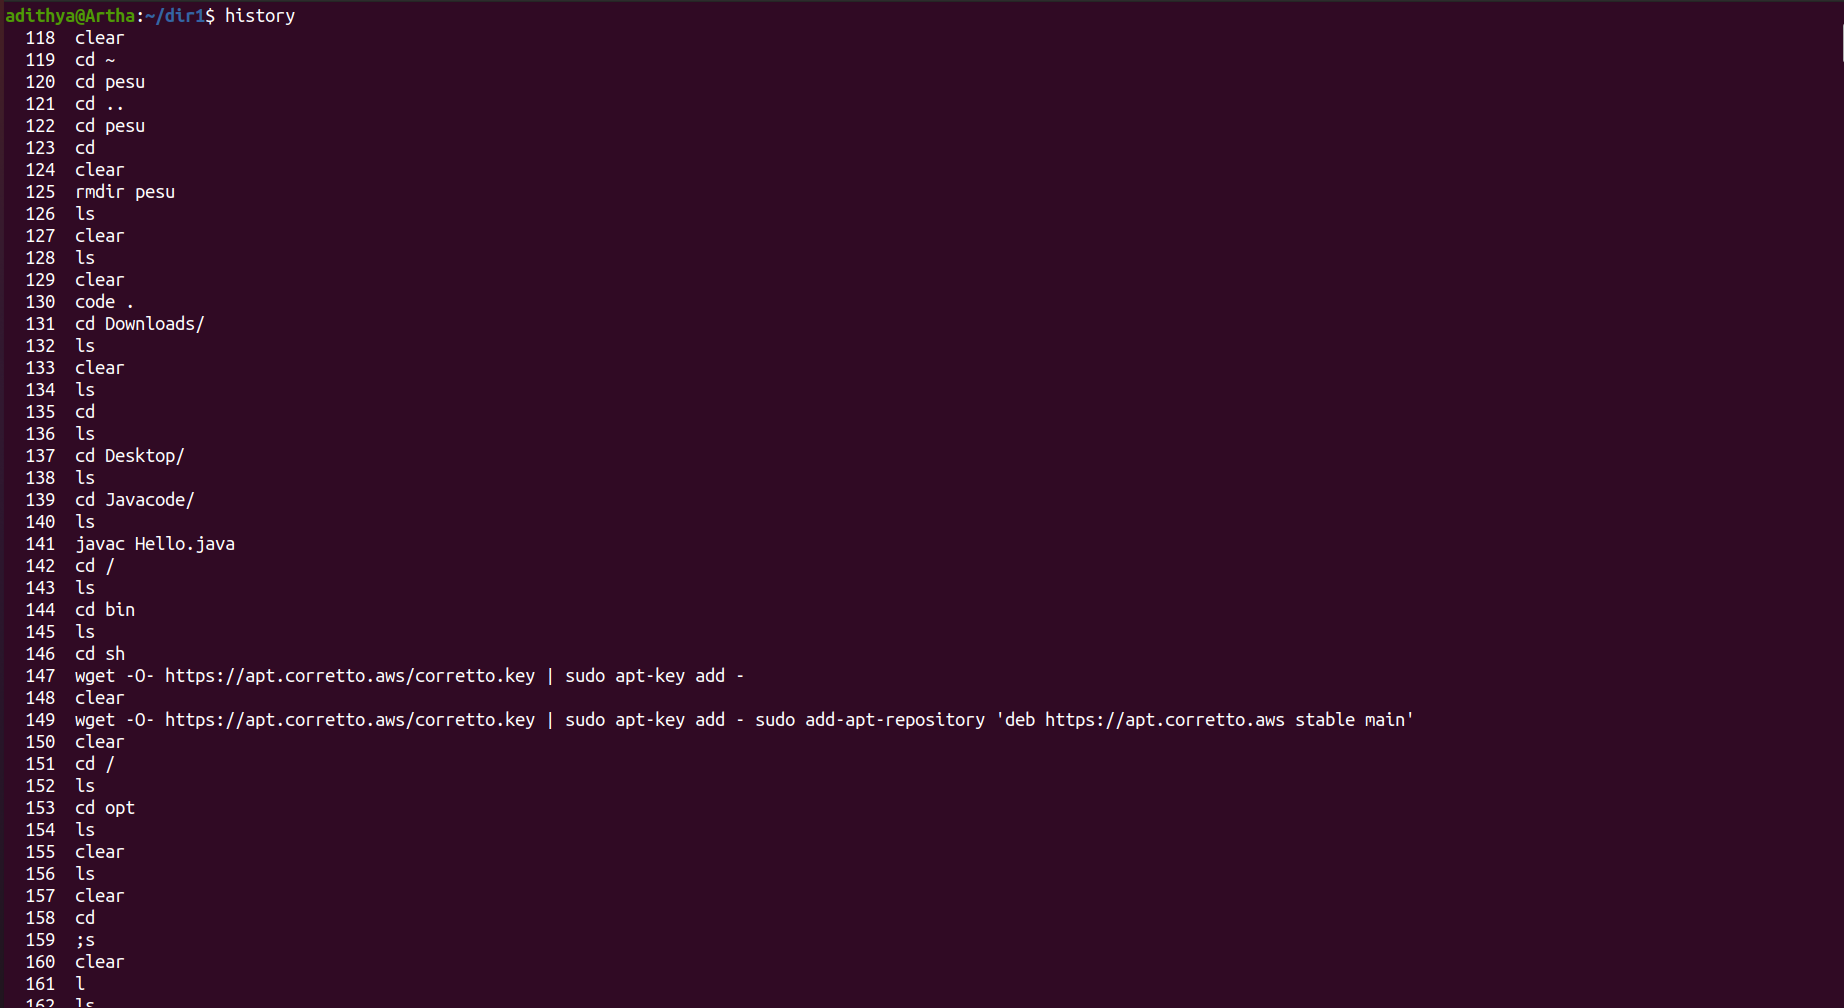 adithya@Artha:~/dir1$ history
118 clear
119 cd ~
120 cd pesu
121 cd ..
122 cd pesu
123 cd
124 clear
125 rmdir pesu
126 ls
127 clear
128 ls
129 clear
130 code .
131 cd Downloads/
132 ls
133 clear
134 ls
135 cd
136 ls
137 cd Desktop/
138 ls
139 cd Javacode/
140 ls
141 javac Hello.java
142 cd /
143 ls
144 cd bin
145 ls
146 cd sh
147 wget -O- https://apt.corretto.aws/corretto.key | sudo apt-key add -
148 clear
149 wget -O- https://apt.corretto.aws/corretto.key | sudo apt-key add - sudo add-apt-repository 'deb https://apt.corretto.aws stable main'
150 clear
151 cd /
152 ls
153 cd opt
154 ls
155 clear
156 ls
157 clear
158 cd
159 ;s
160 clear
161 l
162 ls